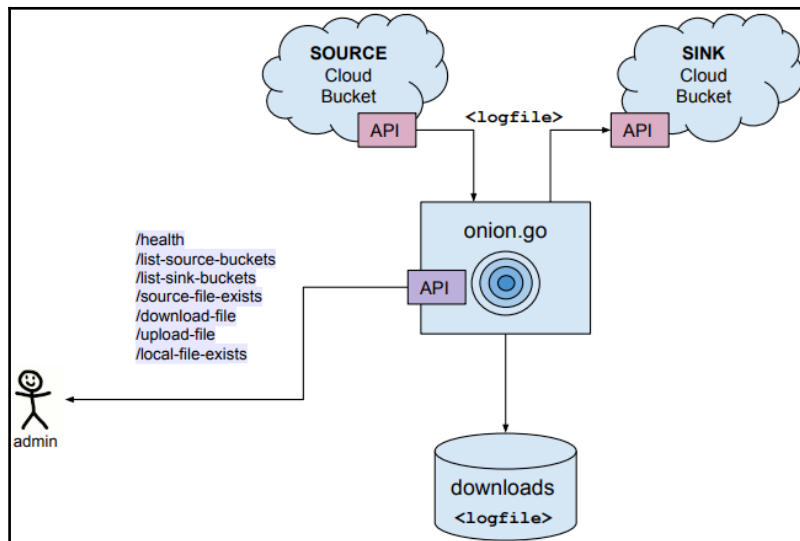 SOURCE
Cloud
Bucket
API
<logfile>
SINK
Cloud
Bucket
API
onion.go
API
/health
/list-source-buckets
/list-sink-buckets
/source-file-exists
/download-file
/upload-file
/local-file-exists
admin
downloads
<logfile>